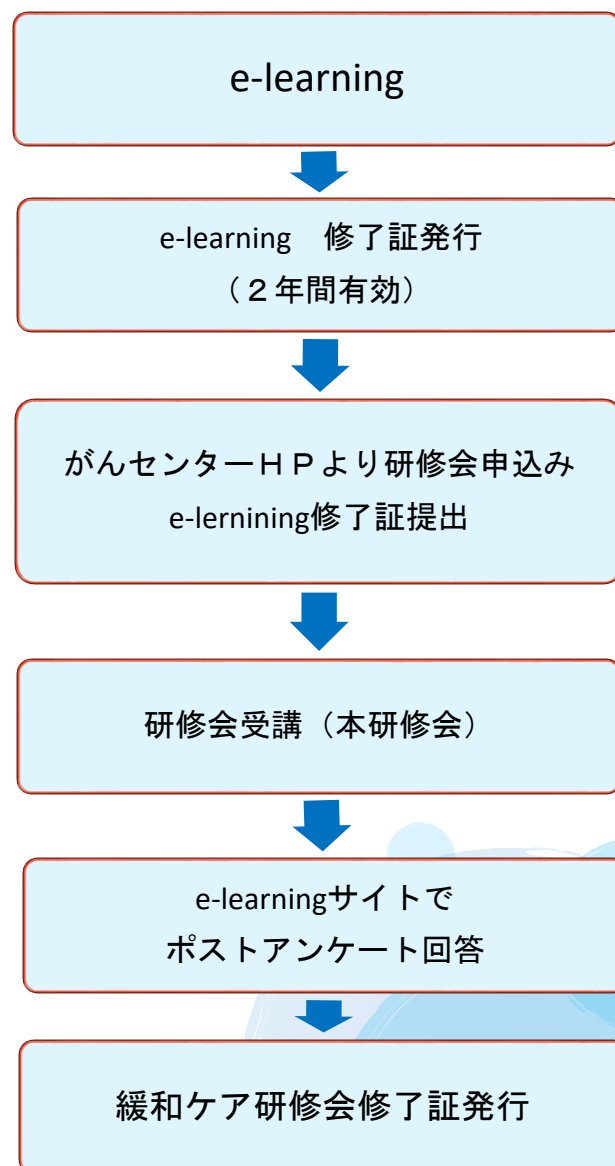 e-learning
e-learning　修了証発行
（２年間有効）
がんセンターＨＰより研修会申込み
e-lernining修了証提出
研修会受講（本研修会）
e-learningサイトで
ポストアンケート回答
緩和ケア研修会修了証発行